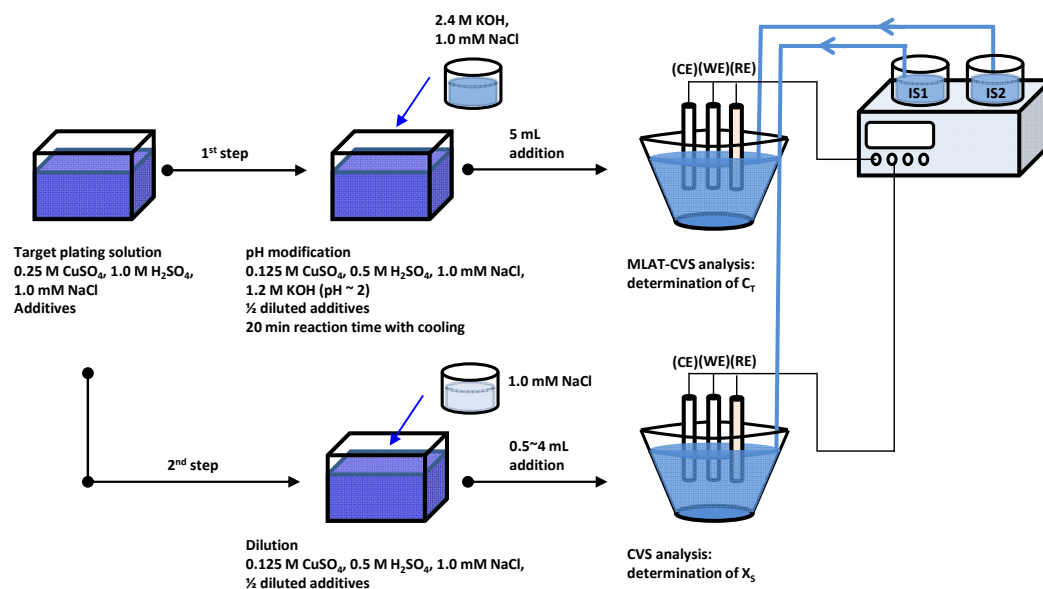 2.4 M KOH,
1.0 mM NaCl
(CE)(WE)(RE)
IS1
IS2
1st step
5 mL
addition
Target plating solution
0.25 M CuSO4, 1.0 M H2SO4,
1.0 mM NaCl
Additives
pH modification
0.125 M CuSO4, 0.5 M H2SO4, 1.0 mM NaCl,
1.2 M KOH (pH ~ 2)
½ diluted additives
20 min reaction time with cooling
MLAT-CVS analysis:
determination of CT
(CE)(WE)(RE)
1.0 mM NaCl
2nd step
0.5~4 mL
addition
Dilution
0.125 M CuSO4, 0.5 M H2SO4, 1.0 mM NaCl,
½ diluted additives
CVS analysis:
determination of XS